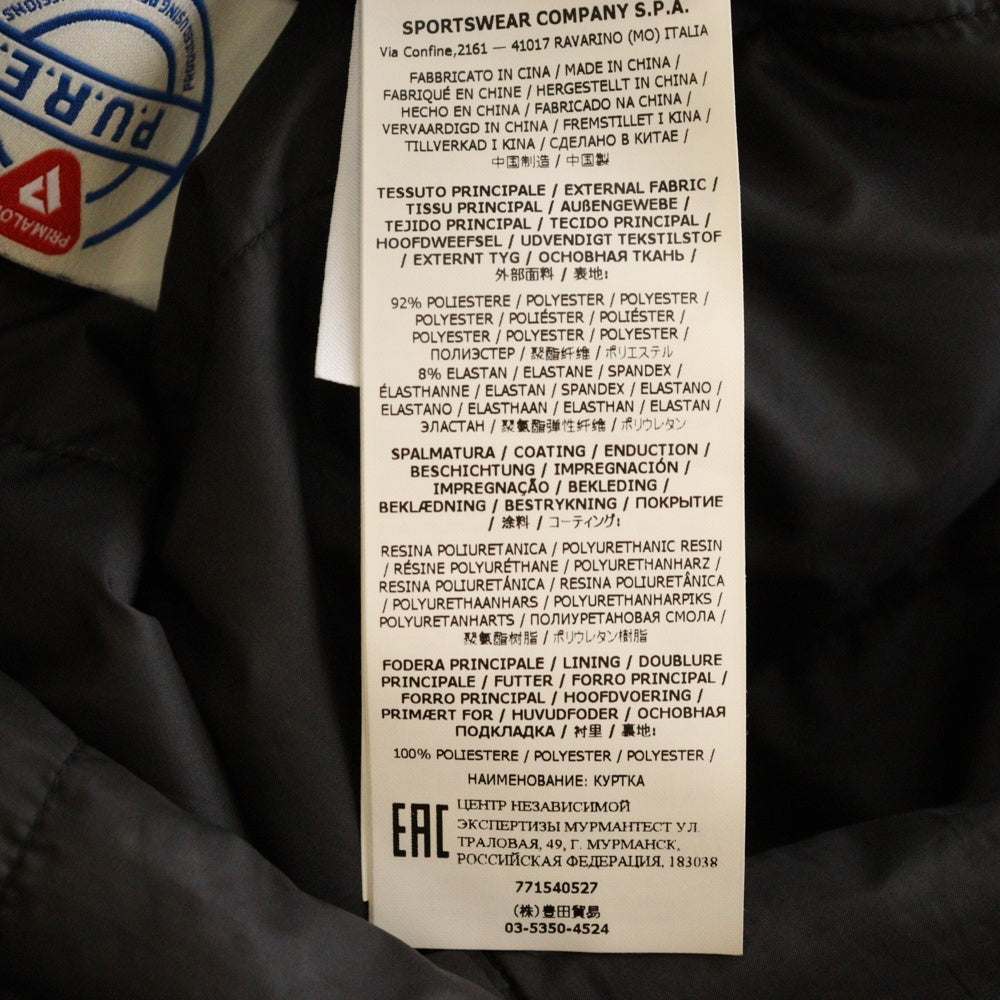 SPORTSWEAR COMPANY S.P.A.
Via Confine,2161 — 41017 RAVARINO (MO) ITALIA
FABBRICATO IN CINA / MADE IN CHINA /
FABRIQUÉ EN CHINE / HERGESTELLT IN CHINA /
HECHO EN CHINA / FABRICADO NA CHINA /
VERVAARDIGD IN CHINA / FREMSTILLET I KINA /
TILLVERKAD I KINA / СДЕЛАНО В КИТАЕ /
中国制造 / 中国製
TESSUTO PRINCIPALE / EXTERNAL FABRIC /
TISSU PRINCIPAL / AUßENGEWEBE /
TEJIDO PRINCIPAL / TECIDO PRINCIPAL /
HOOFDWEEFSEL / UDVENDIGT TEKSTILSTOF
/ EXTERNT TYG / ОСНОВНАЯ ТКАНЬ /
外部面料 / 表地:
92% POLIESTERE / POLYESTER / POLYESTER /
POLYESTER / POLIÉSTER / POLIÉSTER /
POLYESTER / POLYESTER / POLYESTER /
ПОЛИЭСТЕР / 聚酯纤维 / ポリエステル
8% ELASTAN / ELASTANE / SPANDEX /
ÉLASTHANNE / ELASTAN / SPANDEX / ELASTANO /
ELASTANO / ELASTHAAN / ELASTHAN / ELASTAN /
ЭЛАСТАН / 聚氨酯弹性纤维 / ポリウレタン
SPALMATURA / COATING / ENDUCTION /
BESCHICHTUNG / IMPREGNACIÓN /
IMPREGNAÇÃO / BEKLEDING /
BEKLÆDNING / BESTRYKNING / ПОКРЫТИЕ
/ 涂料 / コーティング:
RESINA POLIURETANICA / POLYURETHANIC RESIN
/ RÉSINE POLYURÉTHANE / POLYURETHANHARZ /
RESINA POLIURETÁNICA / RESINA POLIURETÂNICA
/ POLYURETHAANHARS / POLYURETHANHARPIKS /
POLYURETANHARTS / ПОЛИУРЕТАНОВАЯ СМОЛА /
聚氨酯树脂 / ポリウレタン樹脂
FODERA PRINCIPALE / LINING / DOUBLURE
PRINCIPALE / FUTTER / FORRO PRINCIPAL /
FORRO PRINCIPAL / HOOFDVOERING /
PRIMÆRT FOR / HUVUDFODER / ОСНОВНАЯ
ПОДКЛАДКА / 衬里 / 裏地:
100% POLIESTERE / POLYESTER / POLYESTER /
НАИМЕНОВАНИЕ: КУРТКА
EAC
ЦЕНТР НЕЗАВИСИМОЙ
ЭКСПЕРТИЗЫ МУРМАНТЕСТ УЛ.
ТРАЛОВАЯ, 49, Г. МУРМАНСК,
РОССИЙСКАЯ ФЕДЕРАЦИЯ, 183038
771540527
(株)豊田貿易
03-5350-4524
P.U.R.E.